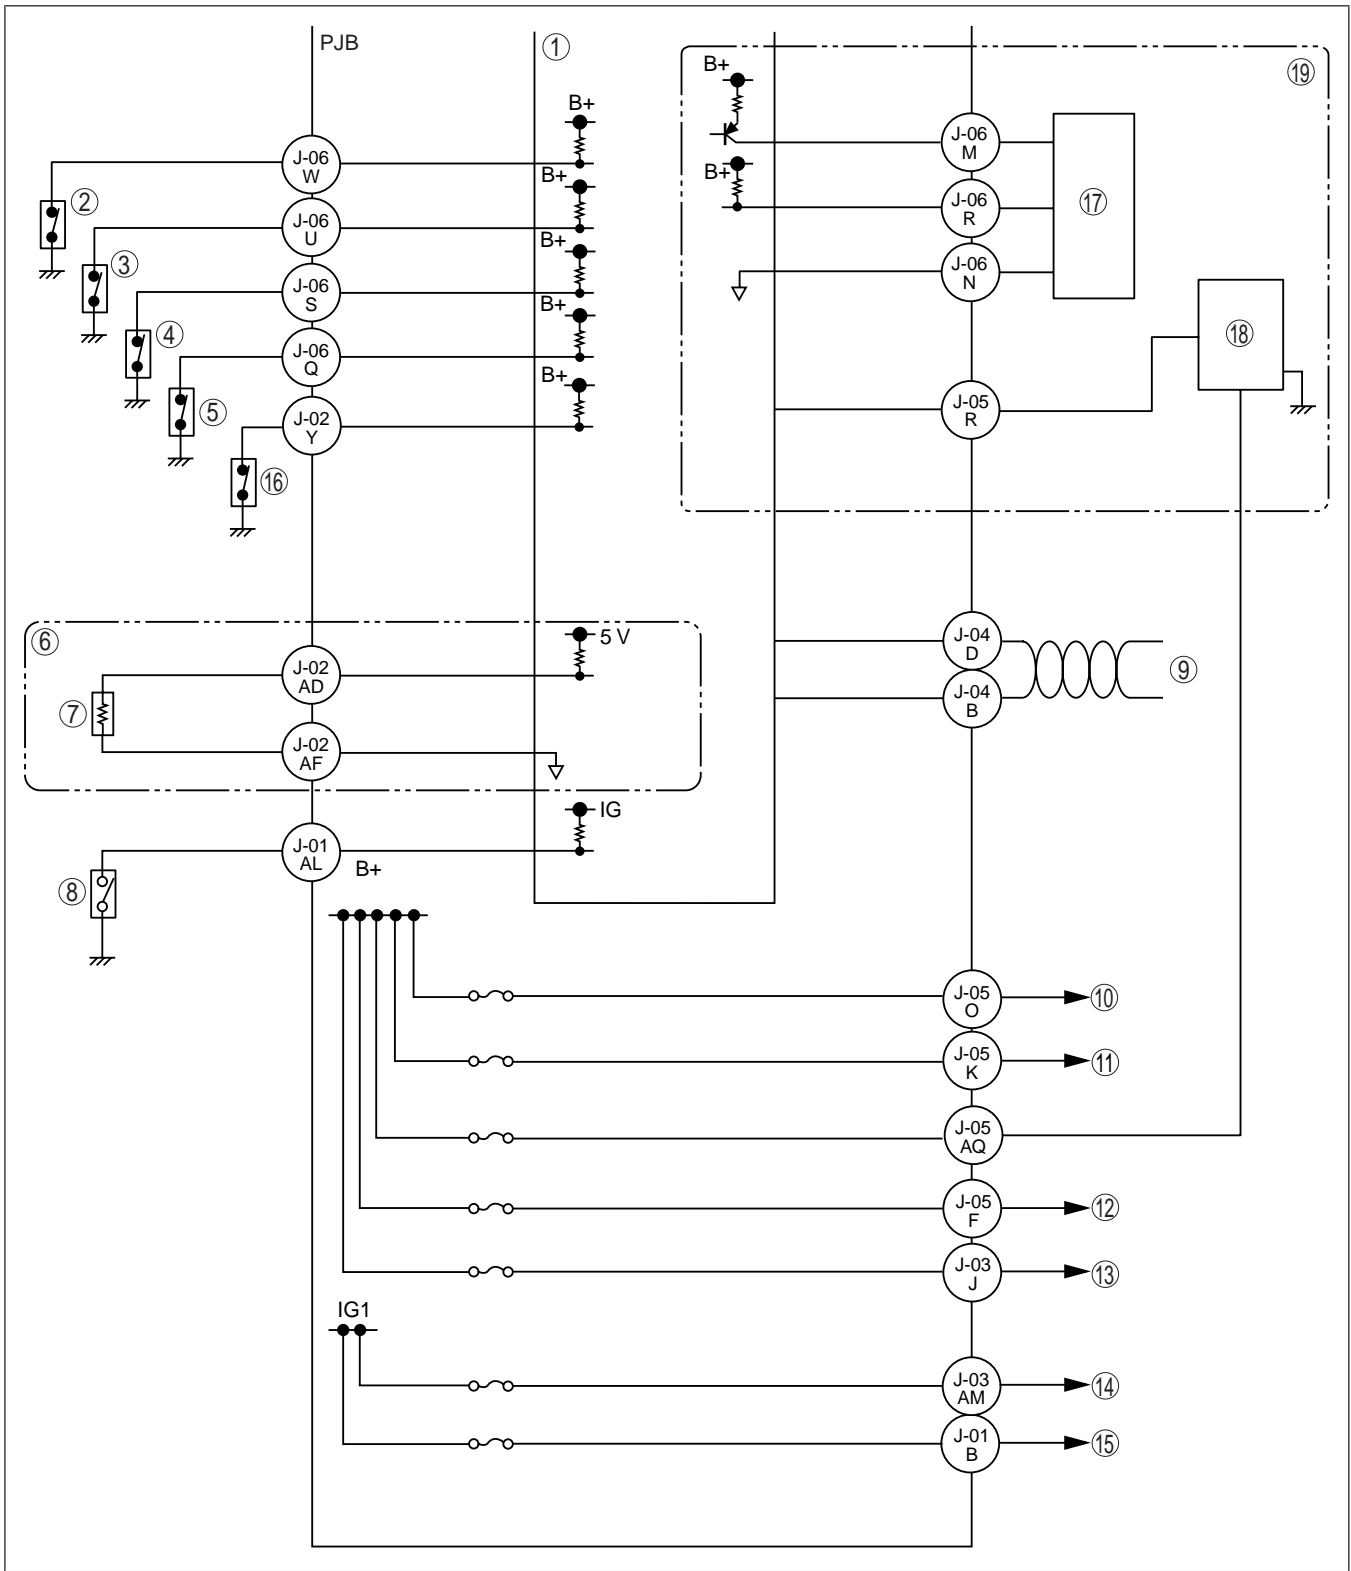 PJB
①
B+
⑲
B+
J-06
M
J-06
W
B+
B+
⑰
②
J-06
R
J-06
U
B+
③
J-06
N
J-06
S
B+
④
⑱
J-06
Q
B+
⑤
J-05
R
J-02
Y
⑯
⑥
5 V
J-04
D
J-02
AD
⑨
J-04
B
⑦
J-02
AF
IG
J-01
AL
B+
⑧
J-05
O
⑩
J-05
K
⑪
J-05
AQ
J-05
F
⑫
J-03
J
⑬
IG1
J-03
AM
⑭
J-01
B
⑮